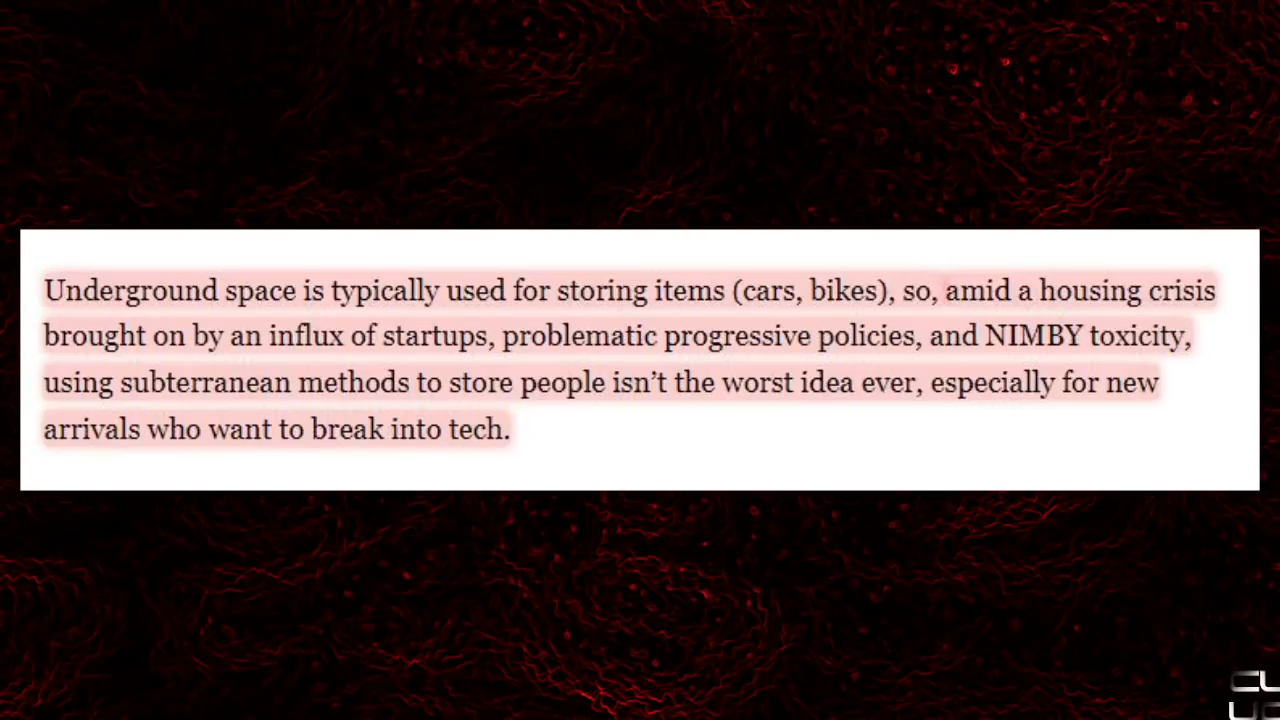 Underground space is typically used for storing items (cars, bikes), so, amid a housing crisis
brought on by an influx of startups, problematic progressive policies, and NIMBY toxicity,
using subterranean methods to store people isn’t the worst idea ever, especially for new
arrivals who want to break into tech.